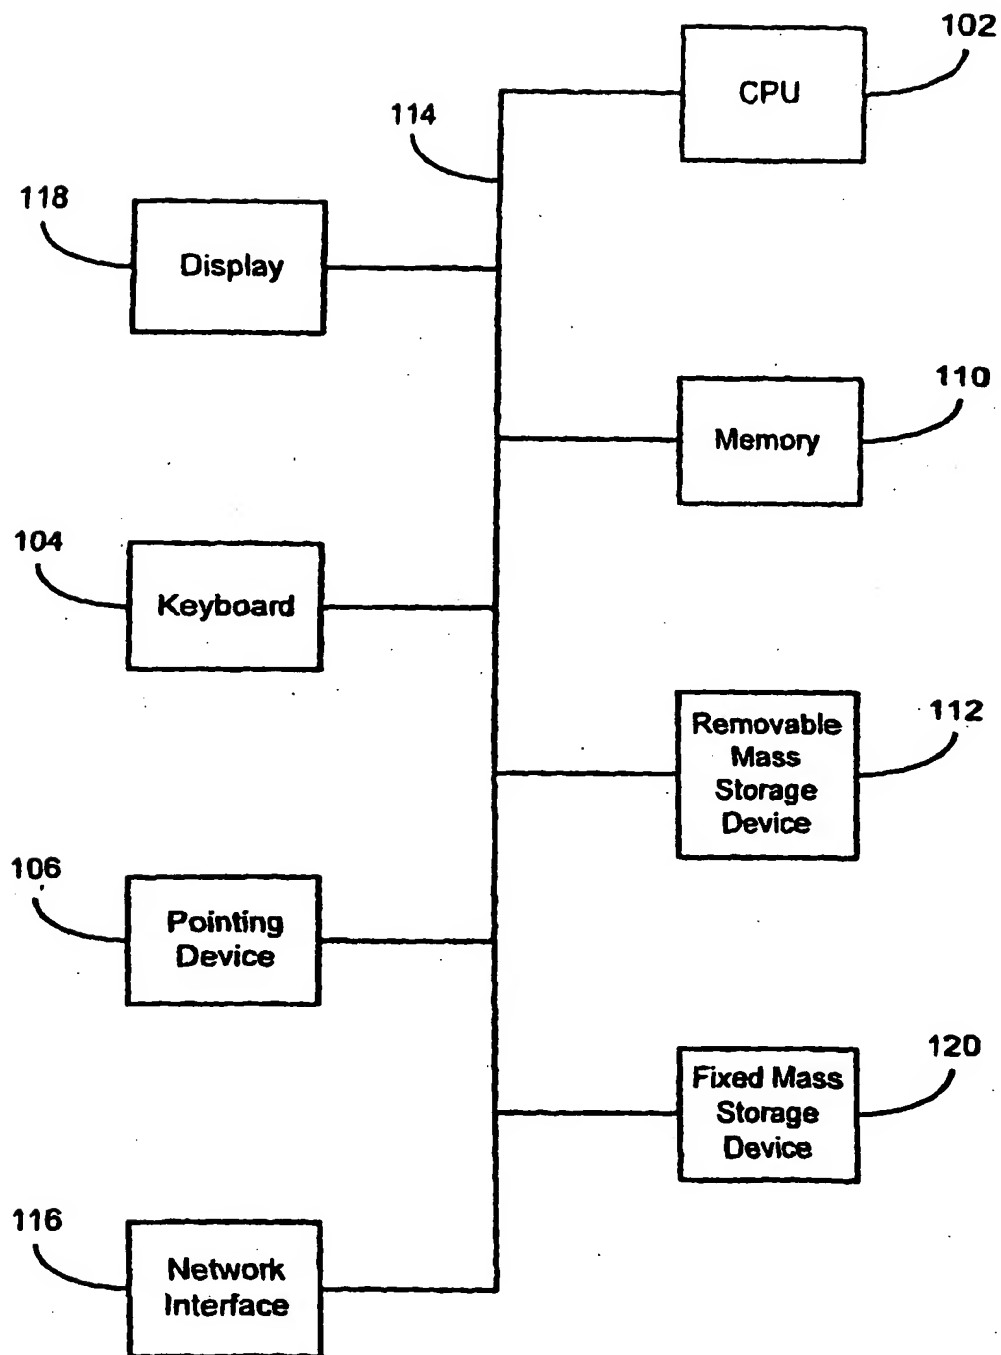 102
CPU
114
118
Display
110
Memory
104
Keyboard
112
Removable
Mass
Storage
Device
106
Pointing
Device
120
Fixed Mass
Storage
Device
116
Network
Interface